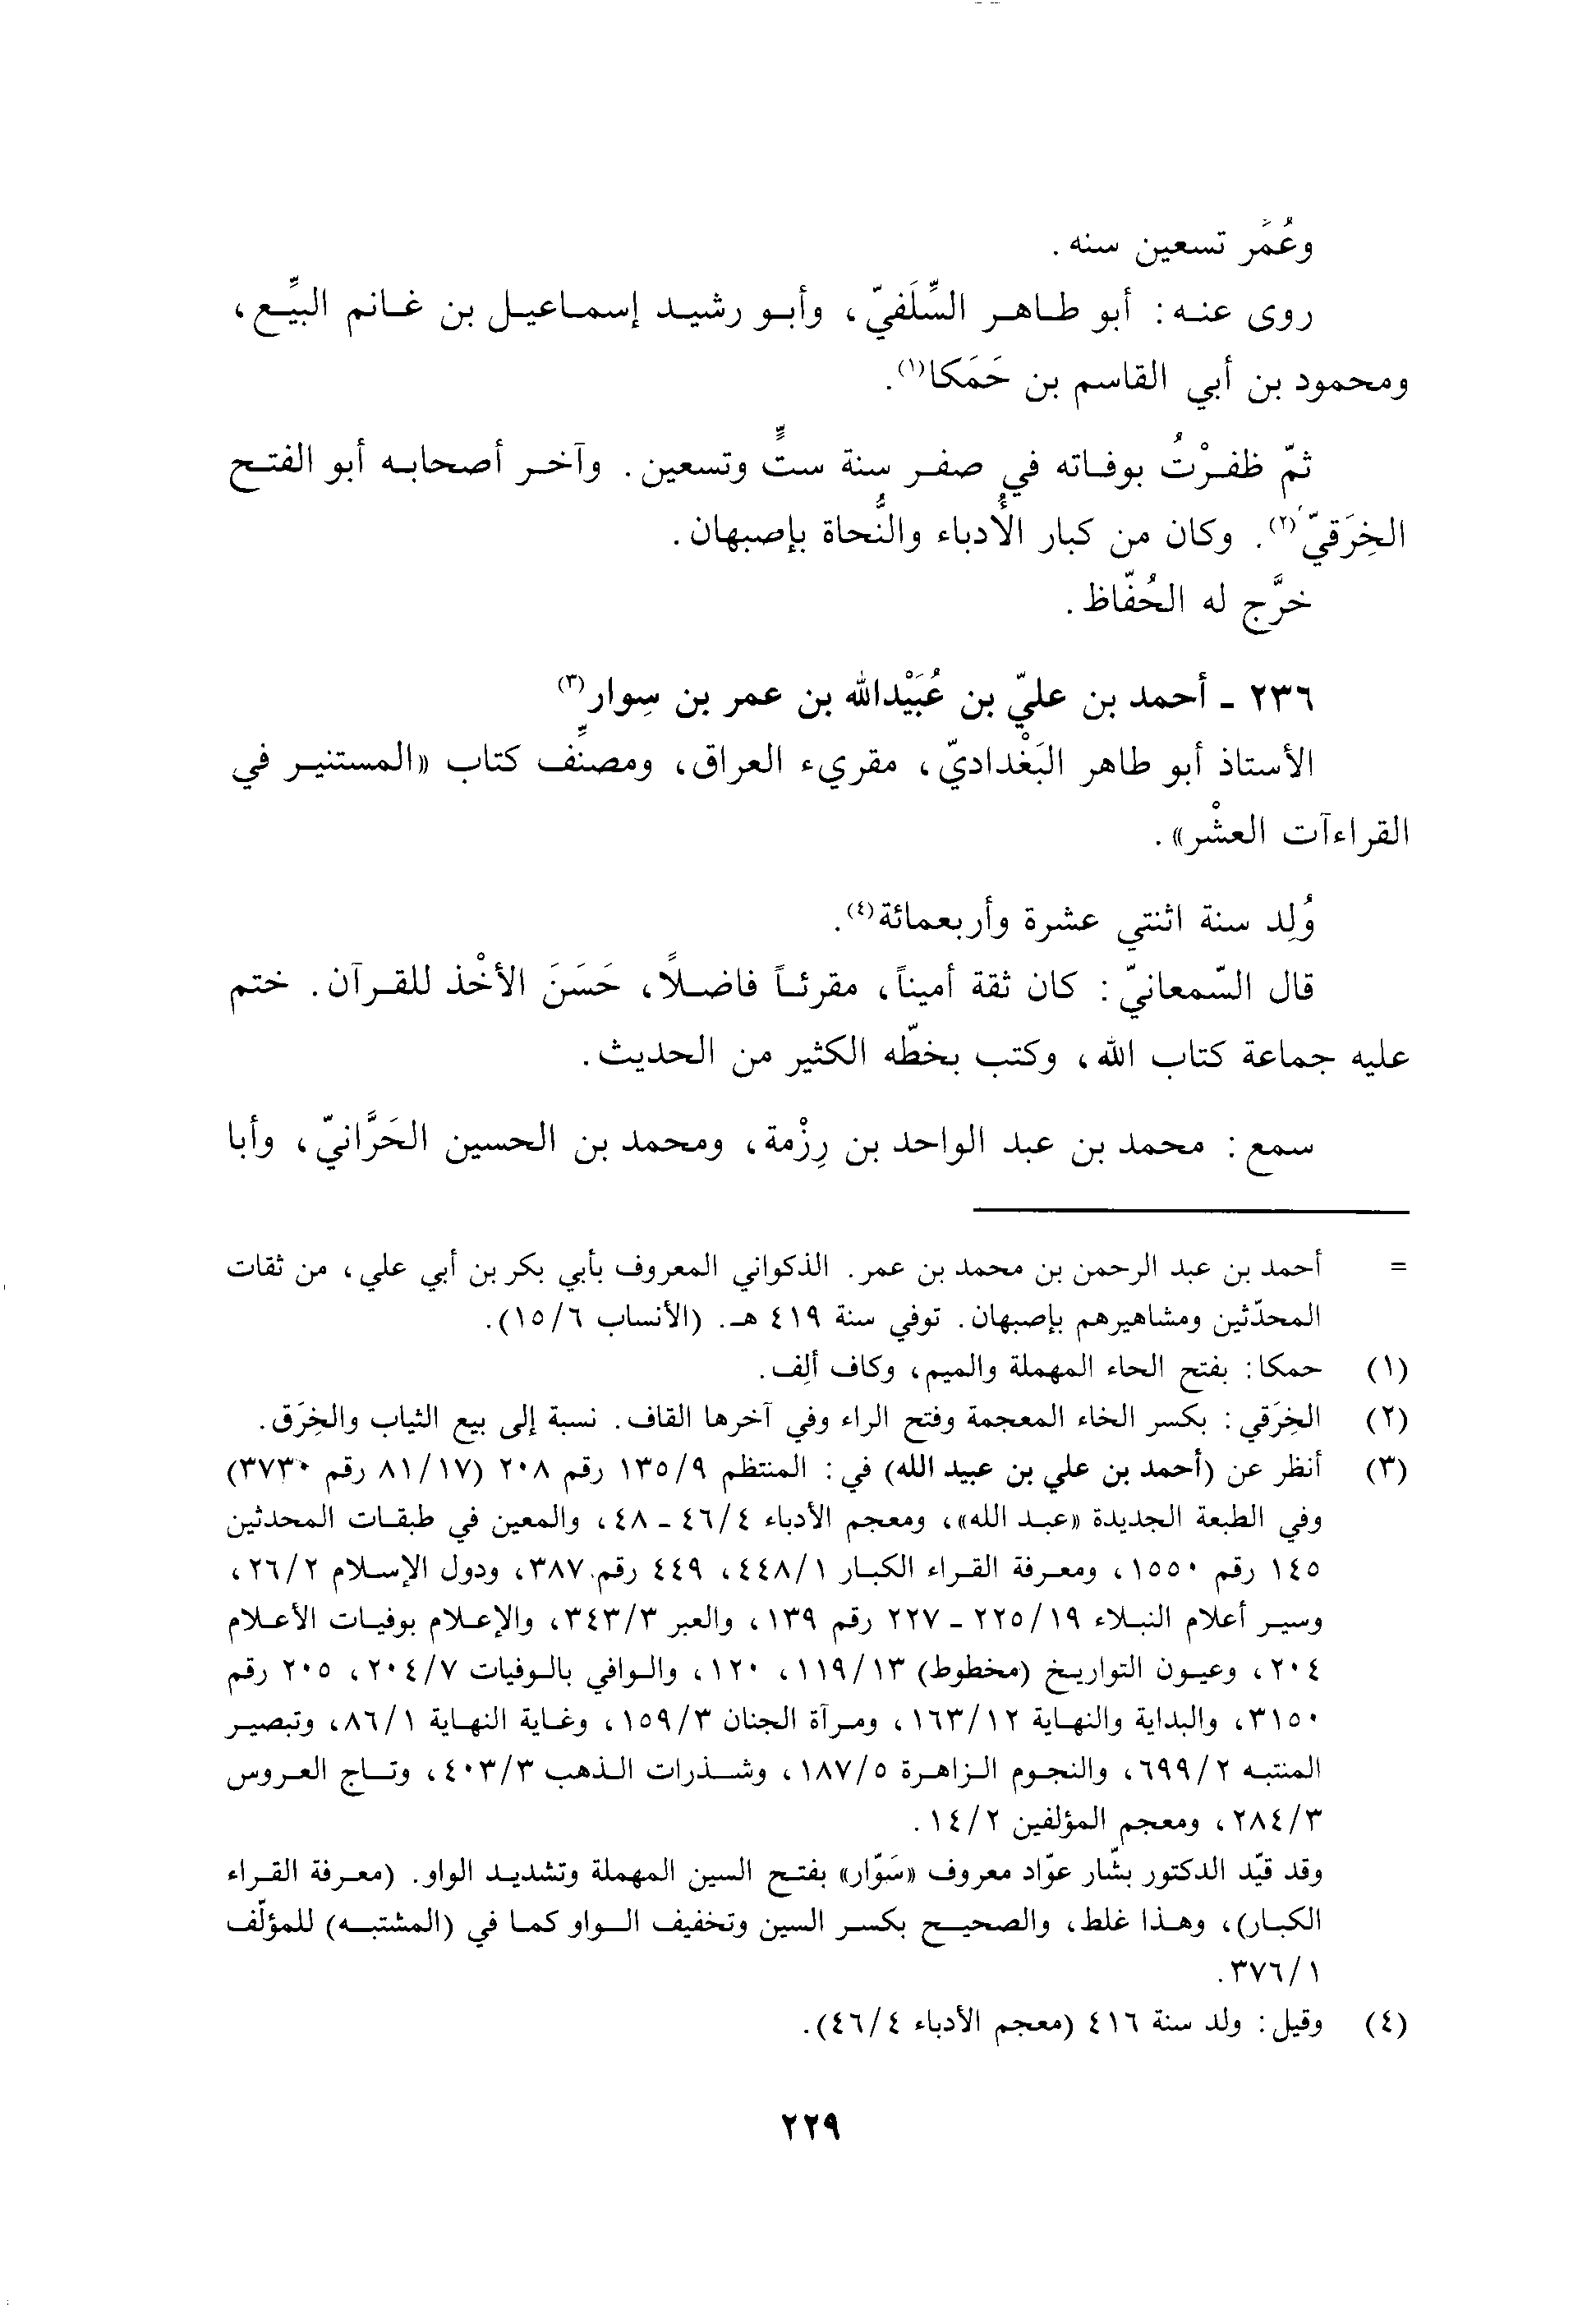 وعُمّر تسعين سنه.
روى عنه: أبو طاهر السِّلَفيّ، وأبو رشيد إسماعيل بن غانم البيِّع،
ومحمود بن أبي القاسم بن حَمَكا(١).
ثمّ ظفرْتُ بوفاته في صفر سنة ستٍّ وتسعين. وآخر أصحابه أبو الفتح
الخِرَقيّ(٢). وكان من كبار الأُدباء والنُّحاة بإصبهان.
خرَّج له الحُفّاظ.
٢٣٦ - أحمد بن عليّ بن عُبَيْدالله بن عمر بن سِوار(٣)
الأستاذ أبو طاهر البَغْداديّ، مقريء العراق، ومصنِّف كتاب «المستنير في
القراءآت العشْر».
وُلِد سنة اثنتي عشرة وأربعمائة(٤).
قال السّمعانيّ: كان ثقة أميناً، مقرئاً فاضلاً، حَسَنَ الأخْذ للقرآن. ختم
عليه جماعة كتاب الله، وكتب بخطّه الكثير من الحديث.
سمع: محمد بن عبد الواحد بن رِزْمة، ومحمد بن الحسين الحَرَّانيّ، وأبا
= أحمد بن عبد الرحمن بن محمد بن عمر. الذكواني المعروف بأبي بكر بن أبي علي، من ثقات
المحدّثين ومشاهيرهم بإصبهان. توفي سنة ٤١٩ هـ. (الأنساب ١٥/٦).
(١) حمكا: بفتح الحاء المهملة والميم، وكاف ألِف.
(٢) الخِرَقي: بكسر الخاء المعجمة وفتح الراء وفي آخرها القاف. نسبة إلى بيع الثياب والخِرَق.
(٣) أنظر عن (أحمد بن علي بن عبيد الله) في: المنتظم ١٣٥/٩ رقم ٢٠٨ (٨١/١٧ رقم ٣٧٣٠)
وفي الطبعة الجديدة «عبد الله»، ومعجم الأدباء ٤٦/٤ - ٤٨، والمعين في طبقات المحدثين
١٤٥ رقم ١٥٥٠، ومعرفة القراء الكبار ٤٤٨/١، ٤٤٩ رقم ٣٨٧، ودول الإسلام ٢٦/٢،
وسير أعلام النبلاء ٢٢٥/١٩ - ٢٢٧ رقم ١٣٩، والعبر ٣٤٣/٣، والإعلام بوفيات الأعلام
٢٠٤، وعيون التواريخ (مخطوط) ١١٩/١٣، ١٢٠، والوافي بالوفيات ٢٠٤/٧، ٢٠٥ رقم
٣١٥٠، والبداية والنهاية ١٦٣/١٢، ومرآة الجنان ١٥٩/٣، وغاية النهاية ٨٦/١، وتبصير
المنتبه ٦٩٩/٢، والنجوم الزاهرة ١٨٧/٥، وشذرات الذهب ٤٠٣/٣، وتاج العروس
٢٨٤/٣، ومعجم المؤلفين ١٤/٢.
وقد قيّد الدكتور بشّار عوّاد معروف «سَوّار» بفتح السين المهملة وتشديد الواو. (معرفة القراء
الكبار)، وهذا غلط، والصحيح بكسر السين وتخفيف الواو كما في (المشتبه) للمؤلّف
٣٧٦/١.
(٤) وقيل: ولد سنة ٤١٦ (معجم الأدباء ٤٦/٤).
٢٢٩